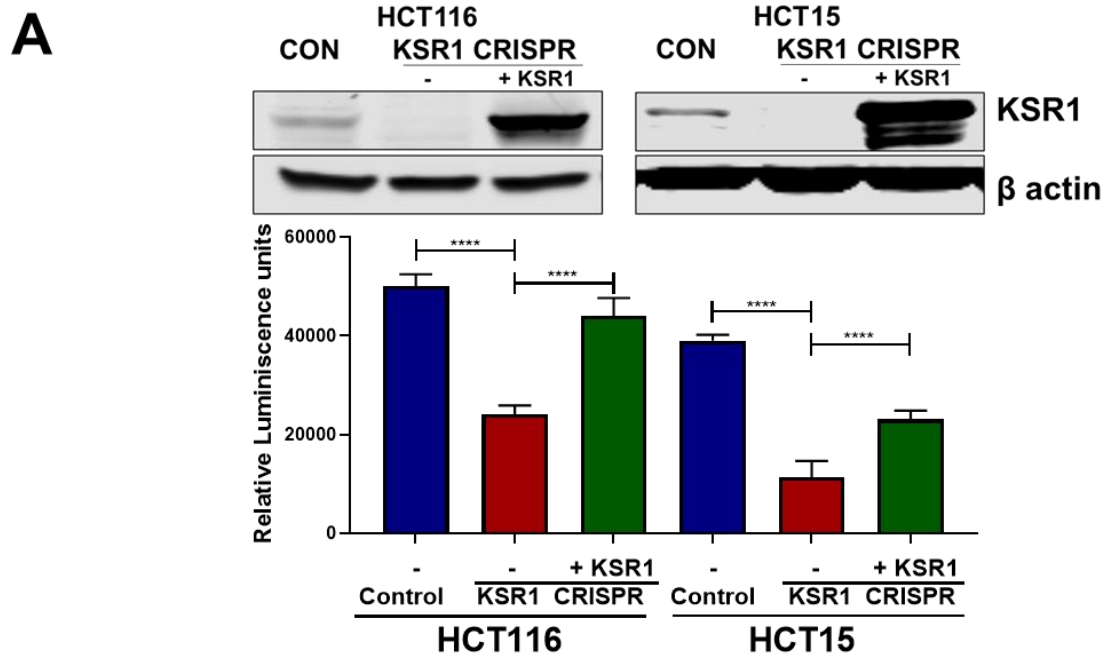 A
HCT116
CON KSR1 CRISPR
- + KSR1
HCT15
CON KSR1 CRISPR
- + KSR1
KSR1
β actin
Relative Luminiscence units
60000
40000
20000
0
**** **** **** ****
- - + KSR1 - - + KSR1
Control KSR1 CRISPR Control KSR1 CRISPR
HCT116 HCT15